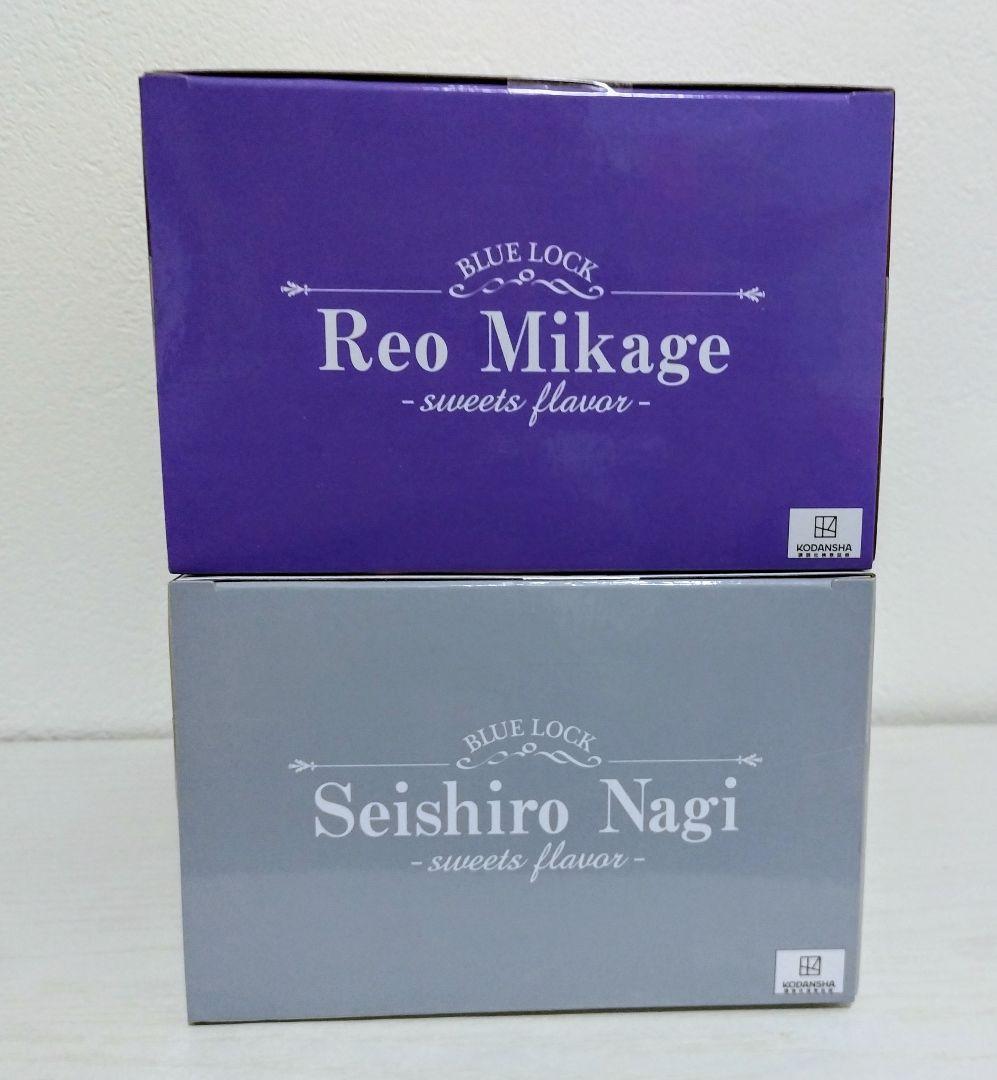 BLUE LOCK
Reo Mikage
-sweets flavor-
KODANSHA
BLUE LOCK
Seishiro Nagi
-sweets flavor-
KODANSHA